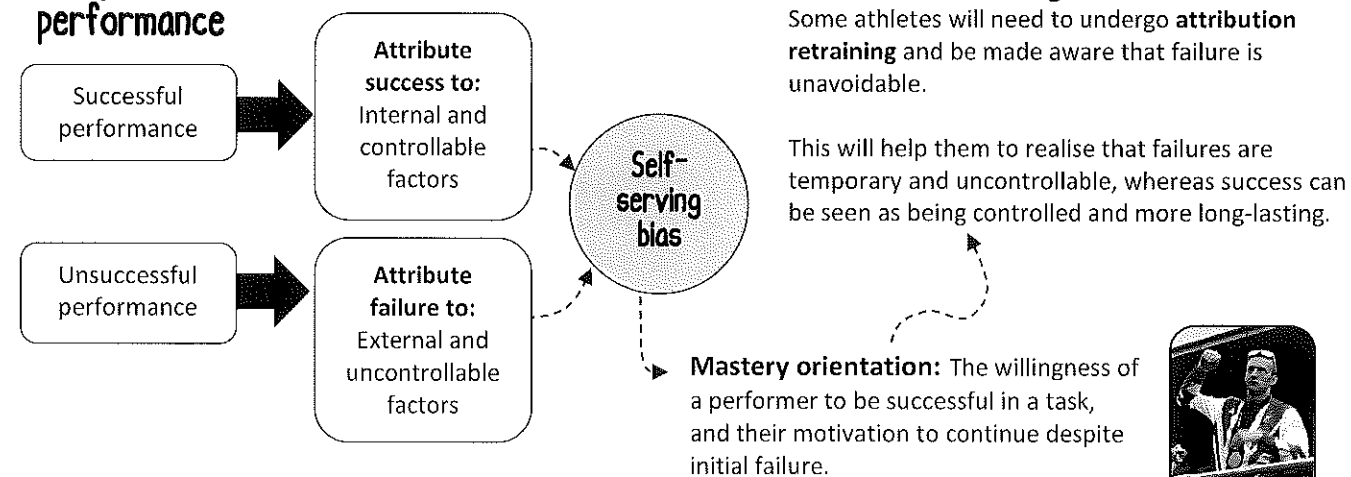 performance
Successful
performance
Attribute
success to:
Internal and
controllable
factors
Unsuccessful
performance
Attribute
failure to:
External and
uncontrollable
factors
Self-
serving
bias
Some athletes will need to undergo attribution
retraining and be made aware that failure is
unavoidable.
This will help them to realise that failures are
temporary and uncontrollable, whereas success can
be seen as being controlled and more long-lasting.
Mastery orientation: The willingness of
a performer to be successful in a task,
and their motivation to continue despite
initial failure.